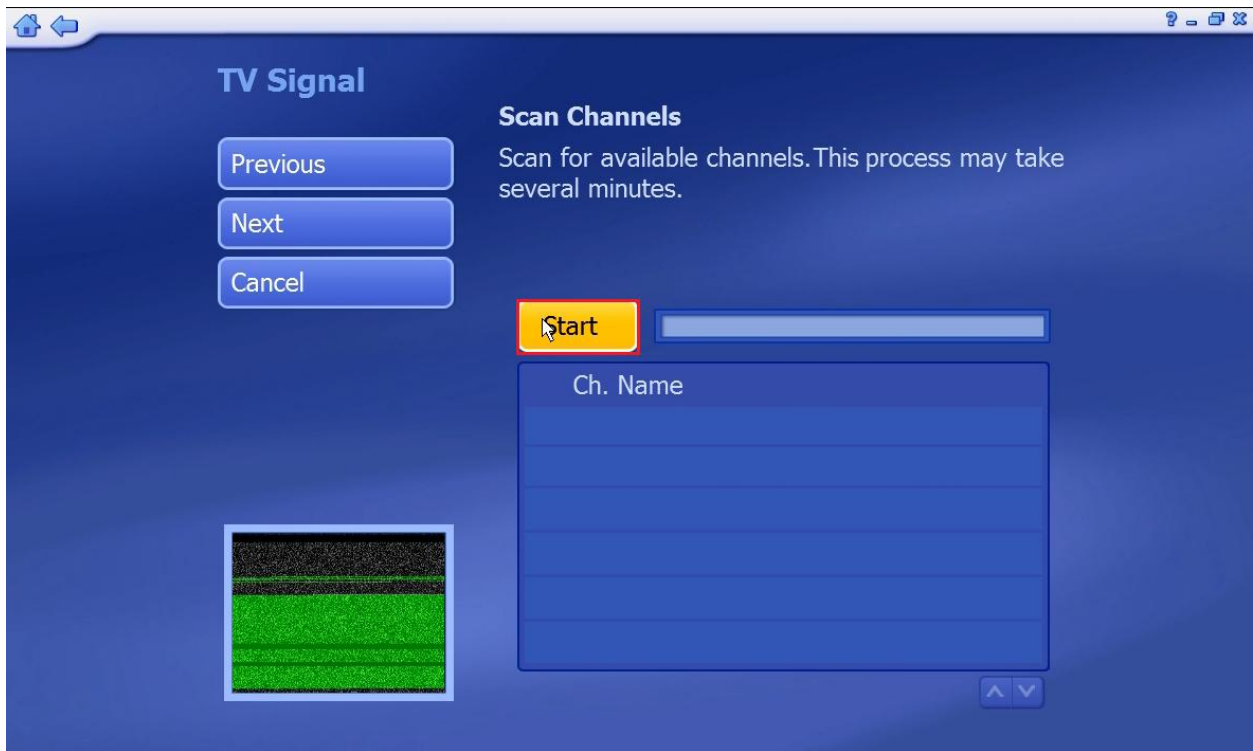 TV Signal
Previous
Next
Cancel
Scan Channels
Scan for available channels.This process may take
several minutes.
Start
Ch. Name